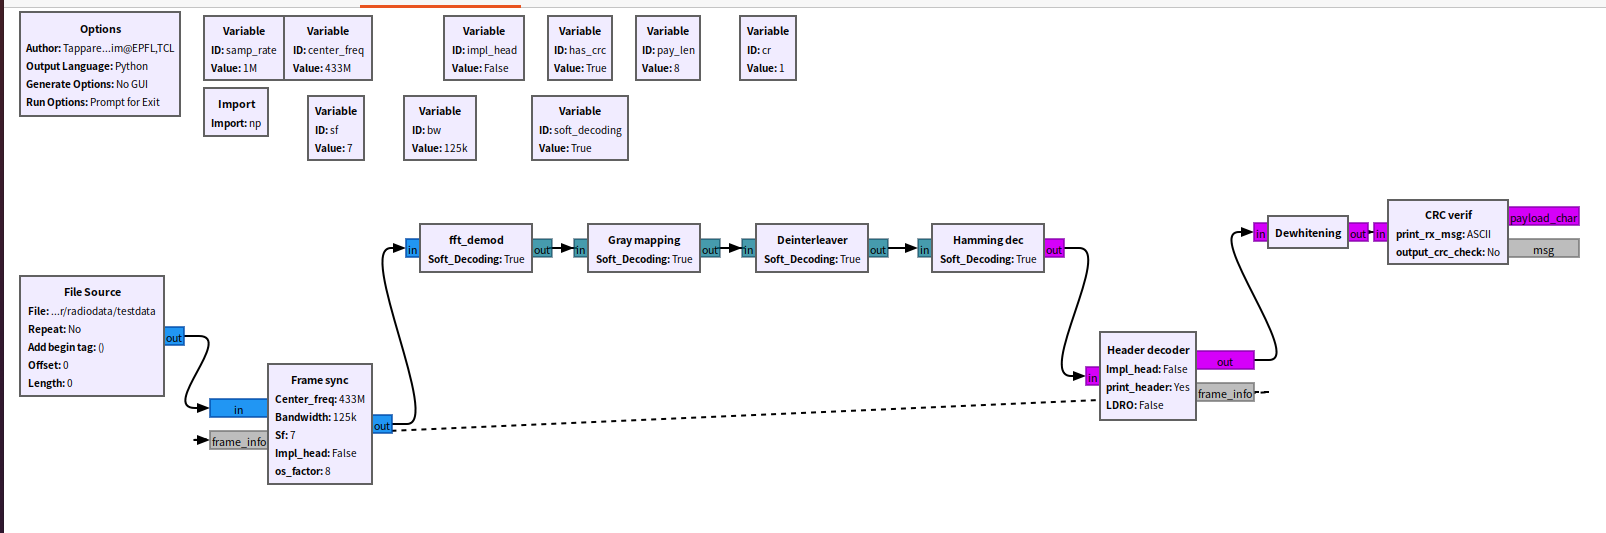 Options
Author: Tappare...im@EPFL,TCL
Output Language: Python
Generate Options: No GUI
Run Options: Prompt for Exit
Variable
ID: samp_rate
Value: 1M
Variable
ID: center_freq
Value: 433M
Variable
ID: impl_head
Value: False
Variable
ID: has_crc
Value: True
Variable
ID: pay_len
Value: 8
Variable
ID: cr
Value: 1
Import
Import: np
Variable
ID: sf
Value: 7
Variable
ID: bw
Value: 125k
Variable
ID: soft_decoding
Value: True
File Source
File: ...r/radiodata/testdata
Repeat: No
Add begin tag: ()
Offset: 0
Length: 0
out
in
frame_info
Frame sync
Center_freq: 433M
Bandwidth: 125k
Sf: 7
Impl_head: False
os_factor: 8
out
in
fft_demod
Soft_Decoding: True
out
in
Gray mapping
Soft_Decoding: True
out
in
Deinterleaver
Soft_Decoding: True
out
in
Hamming dec
Soft_Decoding: True
out
in
Header decoder
Impl_head: False
print_header: Yes
LDRO: False
out
frame_info
in
Dewhitening
out
in
CRC verif
print_rx_msg: ASCII
output_crc_check: No
payload_char
msg